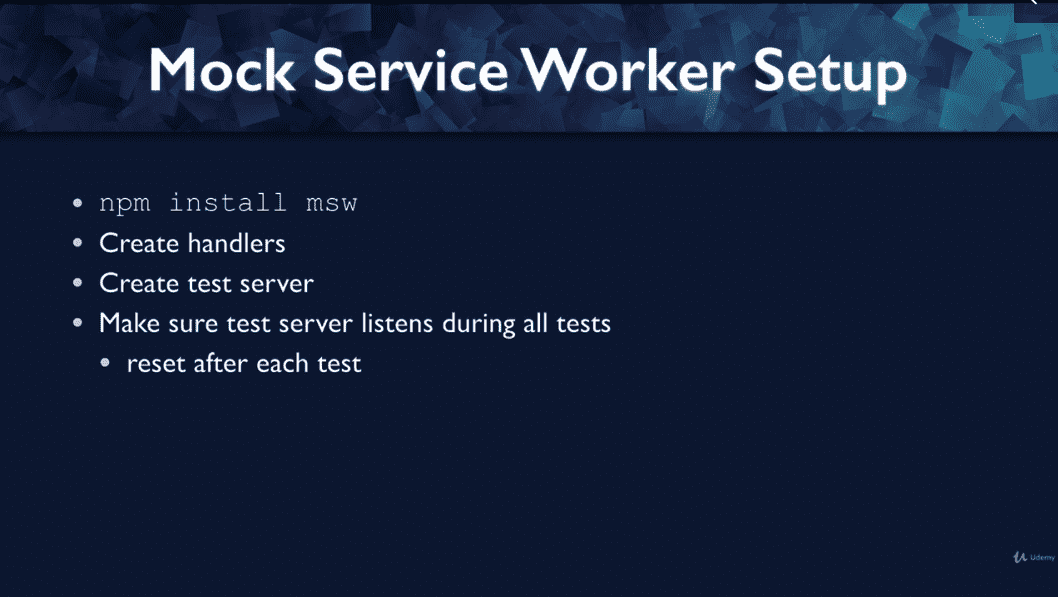 Mock Service Worker Setup
• npm install msw
• Create handlers
• Create test server
• Make sure test server listens during all tests
• reset after each test
Udemy